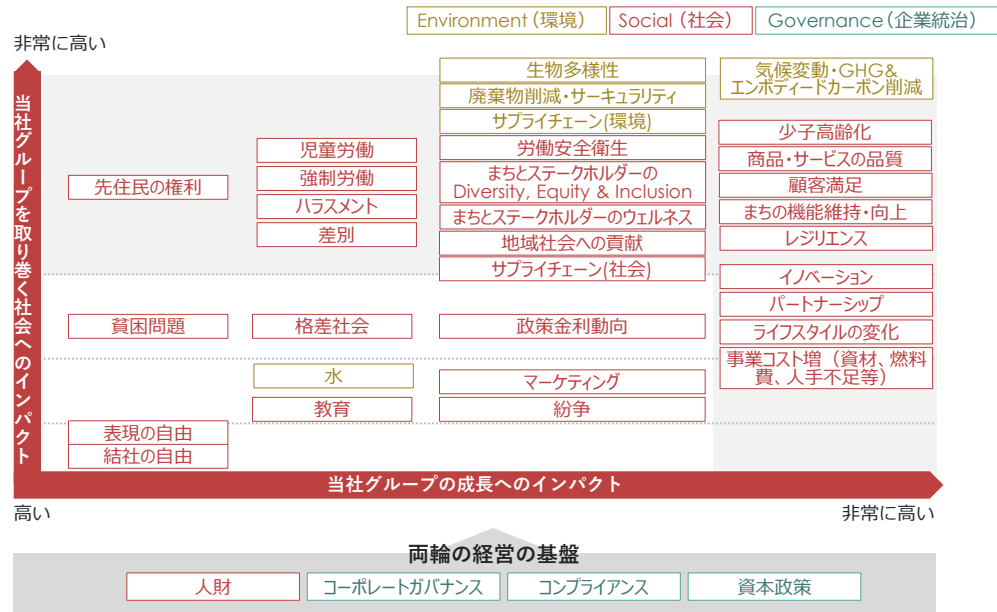 Environment（環境）
Social（社会）
Governance（企業統治）
非常に高い
当社グループを取り巻く社会へのインパクト
先住民の権利
貧困問題
表現の自由
結社の自由
児童労働
強制労働
ハラスメント
差別
格差社会
水
教育
生物多様性
廃棄物削減・サーキュラリティ
サプライチェーン(環境)
労働安全衛生
まちとステークホルダーの
Diversity, Equity & Inclusion
まちとステークホルダーのウェルネス
地域社会への貢献
サプライチェーン(社会)
政策金利動向
マーケティング
紛争
気候変動・GHG&
エンボディードカーボン削減
少子高齢化
商品・サービスの品質
顧客満足
まちの機能維持・向上
レジリエンス
イノベーション
パートナーシップ
ライフスタイルの変化
事業コスト増（資材、燃料
費、人手不足等）
当社グループの成長へのインパクト
高い
非常に高い
両輪の経営の基盤
人財
コーポレートガバナンス
コンプライアンス
資本政策